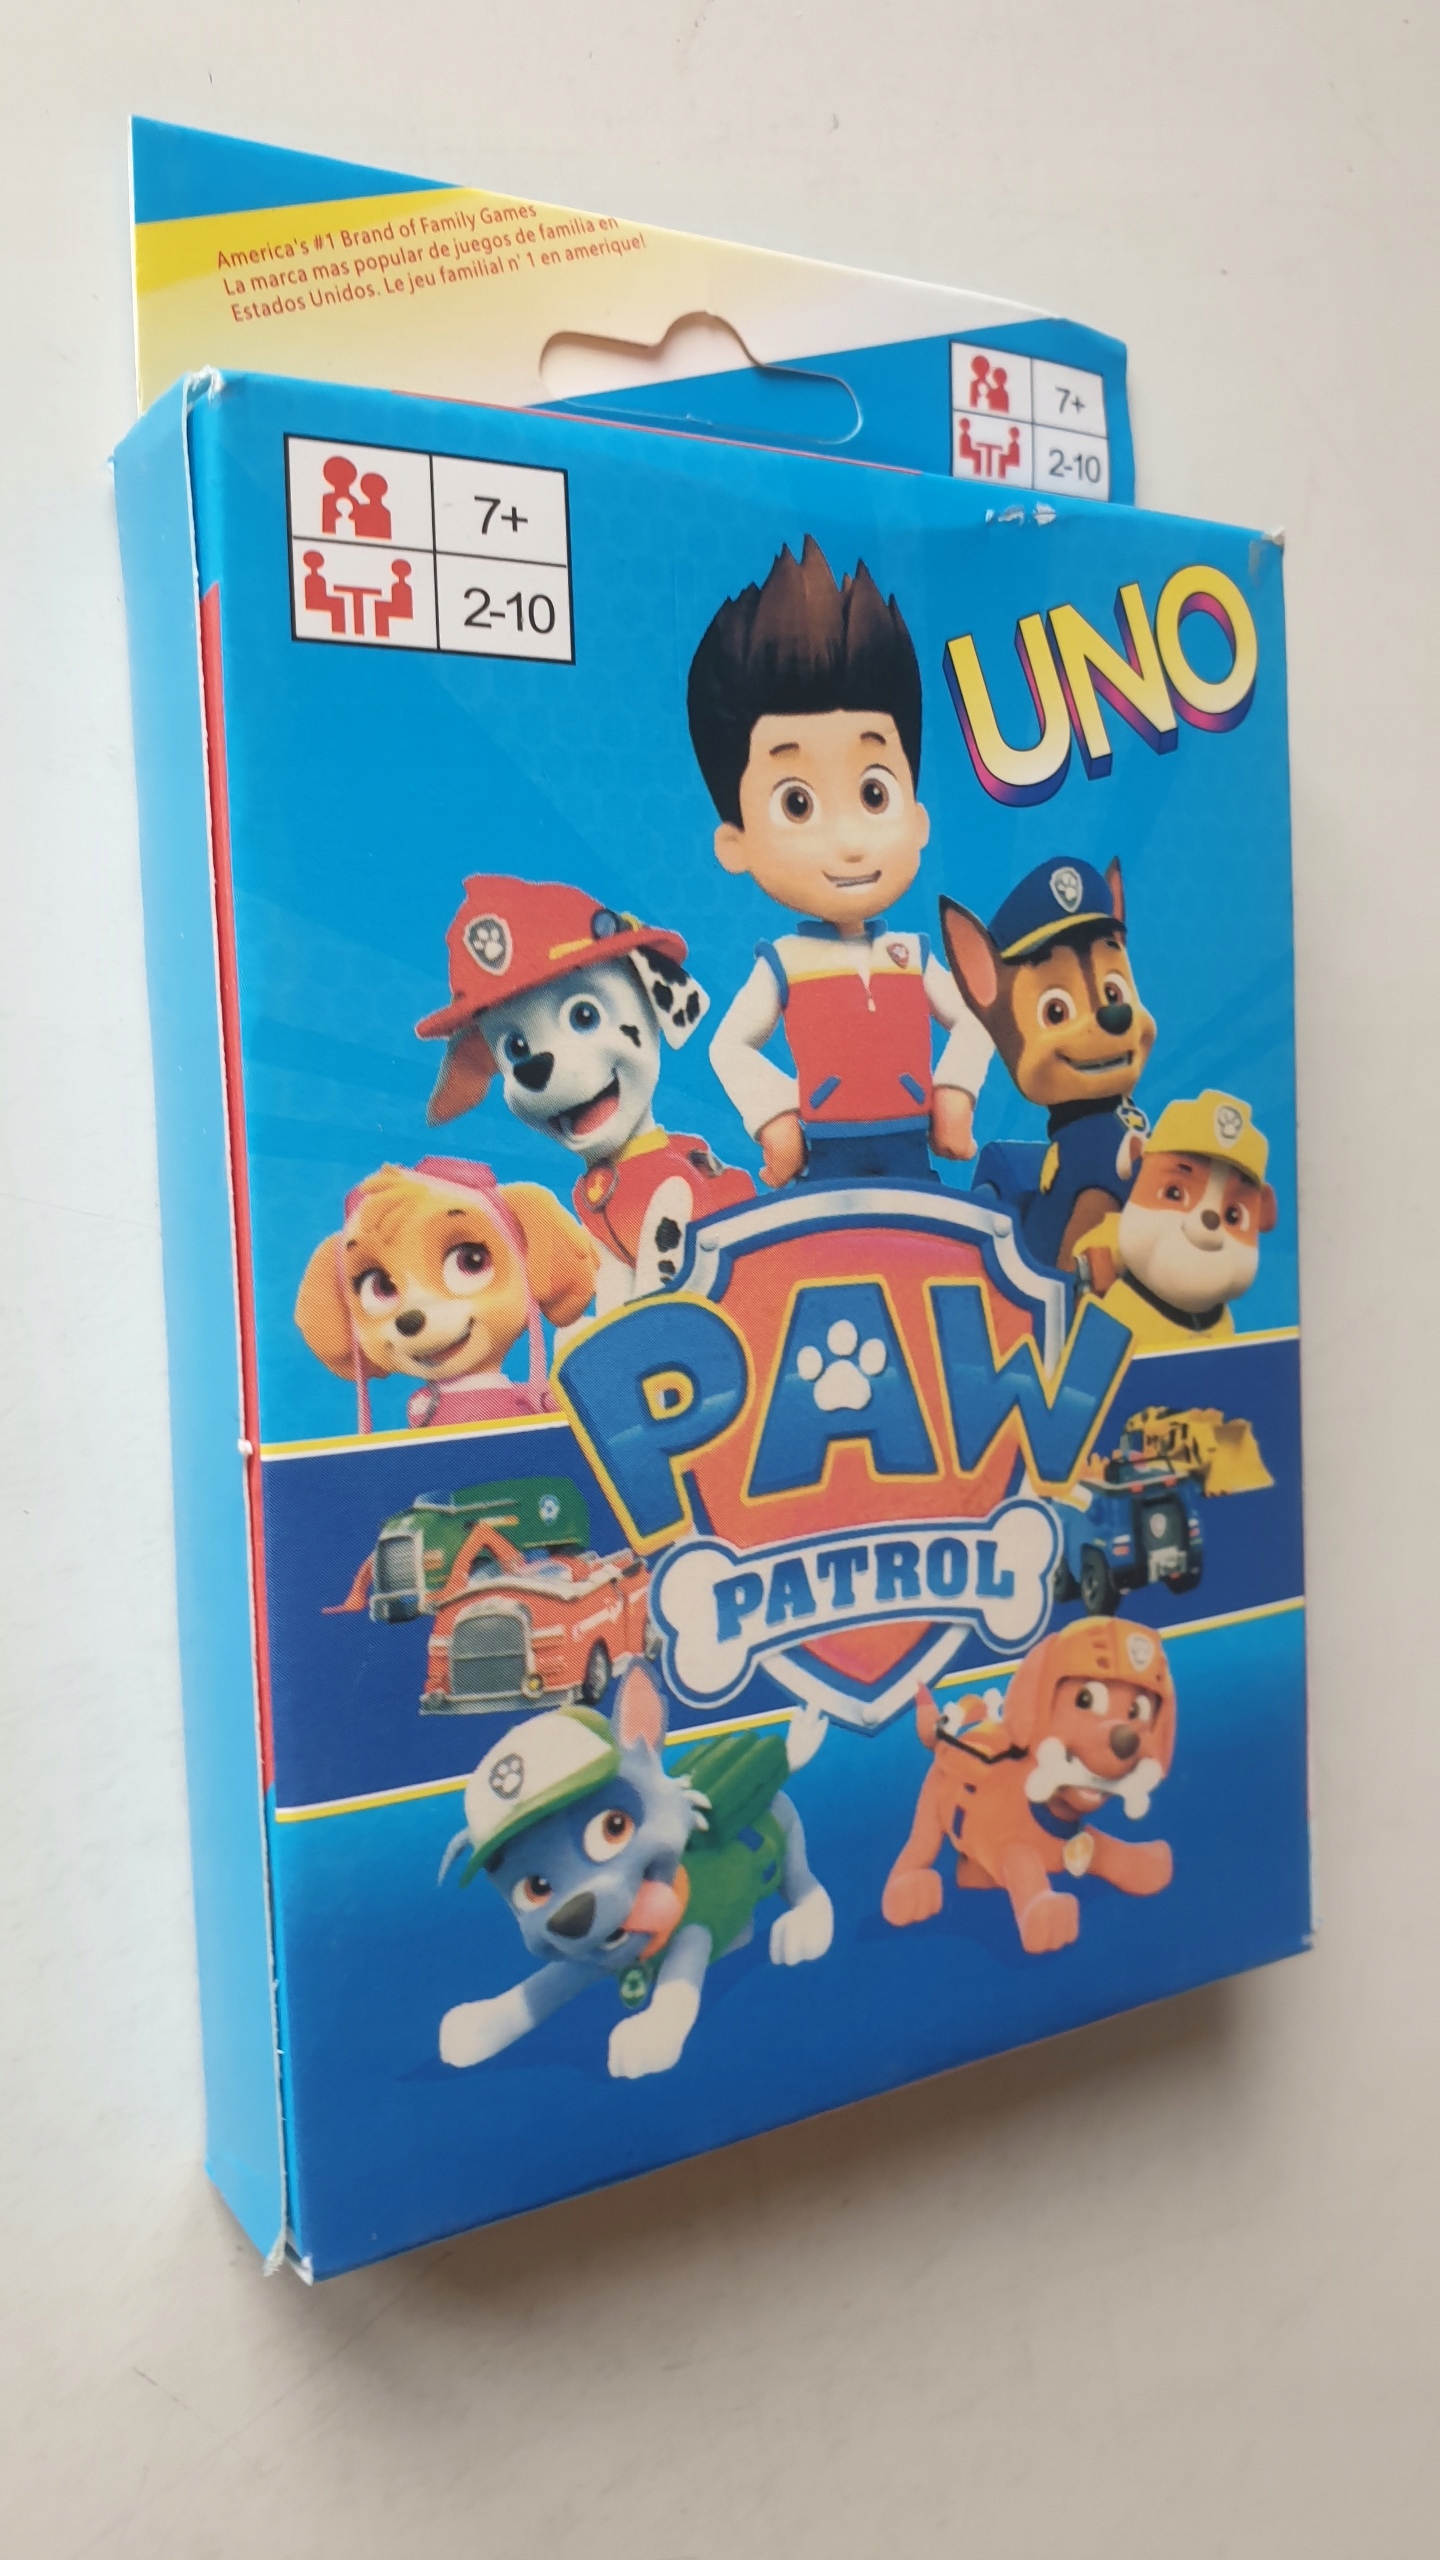 America's #1 Brand of Family Games
La marca mas popular de juegos de familia en
Estados Unidos. Le jeu familial n' 1 en amerique!
7+
2-10
7+
2-10
UNO
PAW
PATROL